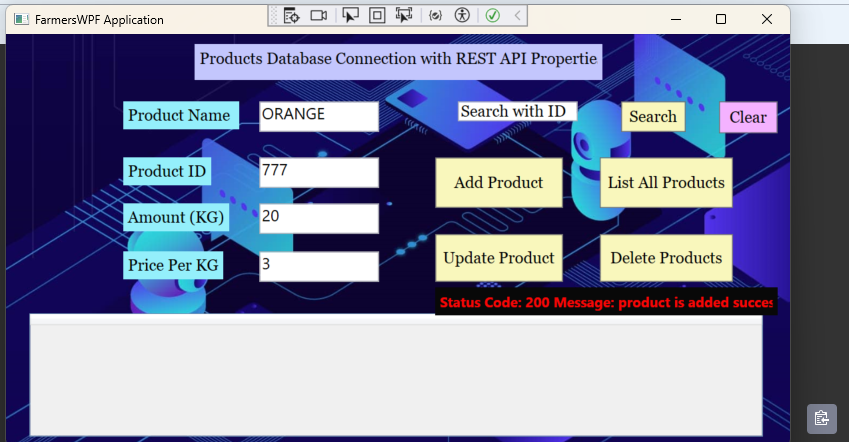 FarmersWPF Application
Products Database Connection with REST API Propertie
Product Name
ORANGE
Search with ID
Search
Clear
Product ID
777
Add Product
List All Products
Amount (KG)
20
Price Per KG
3
Update Product
Delete Products
Status Code: 200 Message: product is added succes